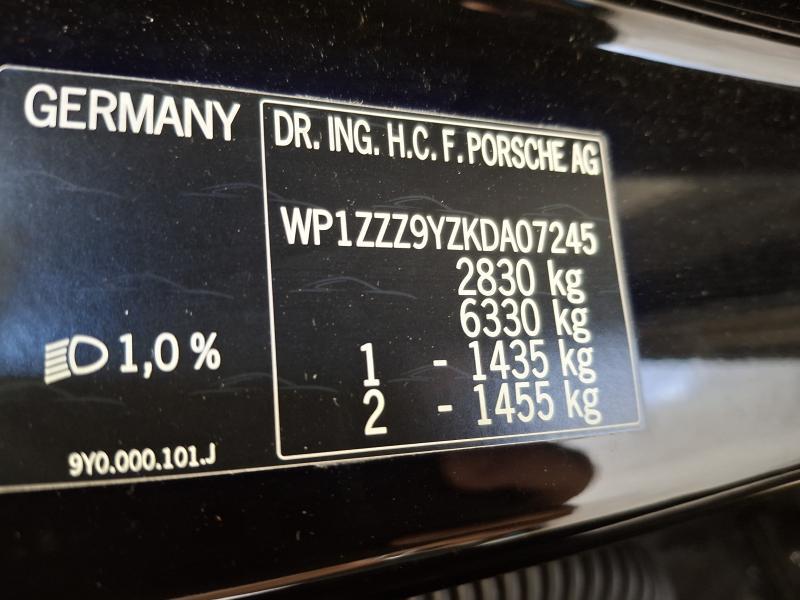 GERMANY
DR. ING. H.C. F. PORSCHE AG
WP1ZZZ9YZKDA07245
2830 kg
6330 kg
1 - 1435 kg
2 - 1455 kg
1,0 %
9Y0.000.101.J